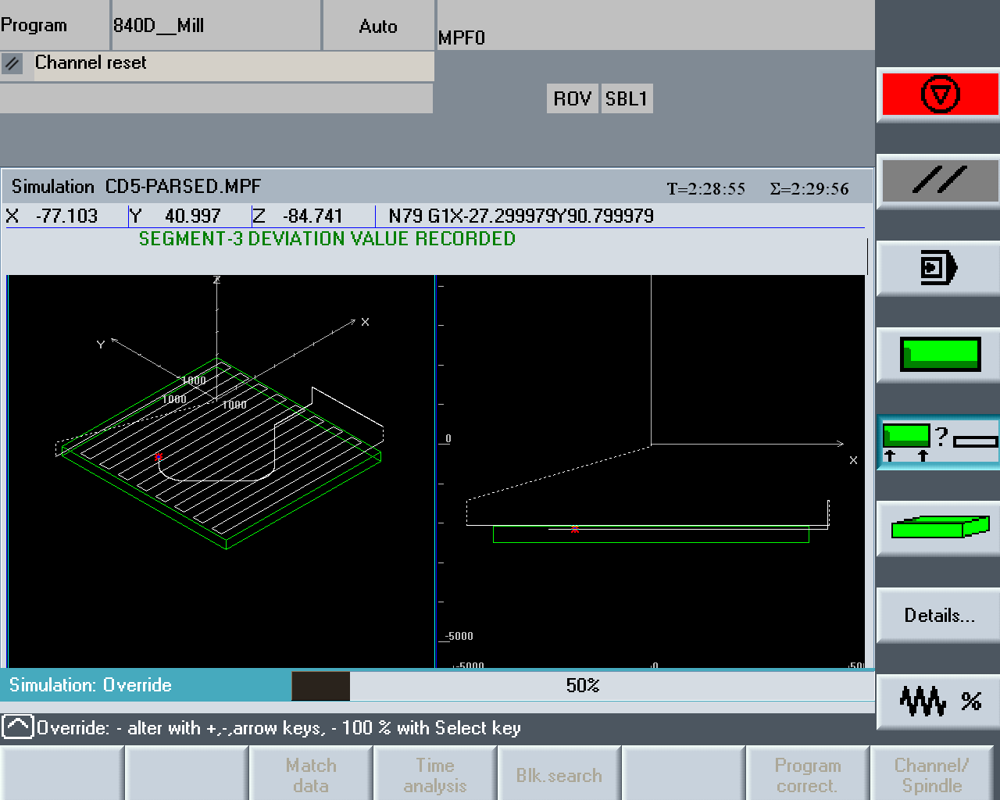 Program
840D__Mill
Auto
MPF0
Channel reset
ROV
SBL1
Simulation CD5-PARSED.MPF
T=2:28:55
Σ=2:29:56
X -77.103
Y 40.997
Z -84.741
N79 G1X-27.299979Y90.799979
SEGMENT-3 DEVIATION VALUE RECORDED
Z
X
Y
1000
1000
1000
0
X
-5000
-5000
0
Details...
%
Simulation: Override
50%
Override: - alter with +,-,arrow keys, - 100 % with Select key
Match
data
Time
analysis
Blk.search
Program
correct.
Channel/
Spindle